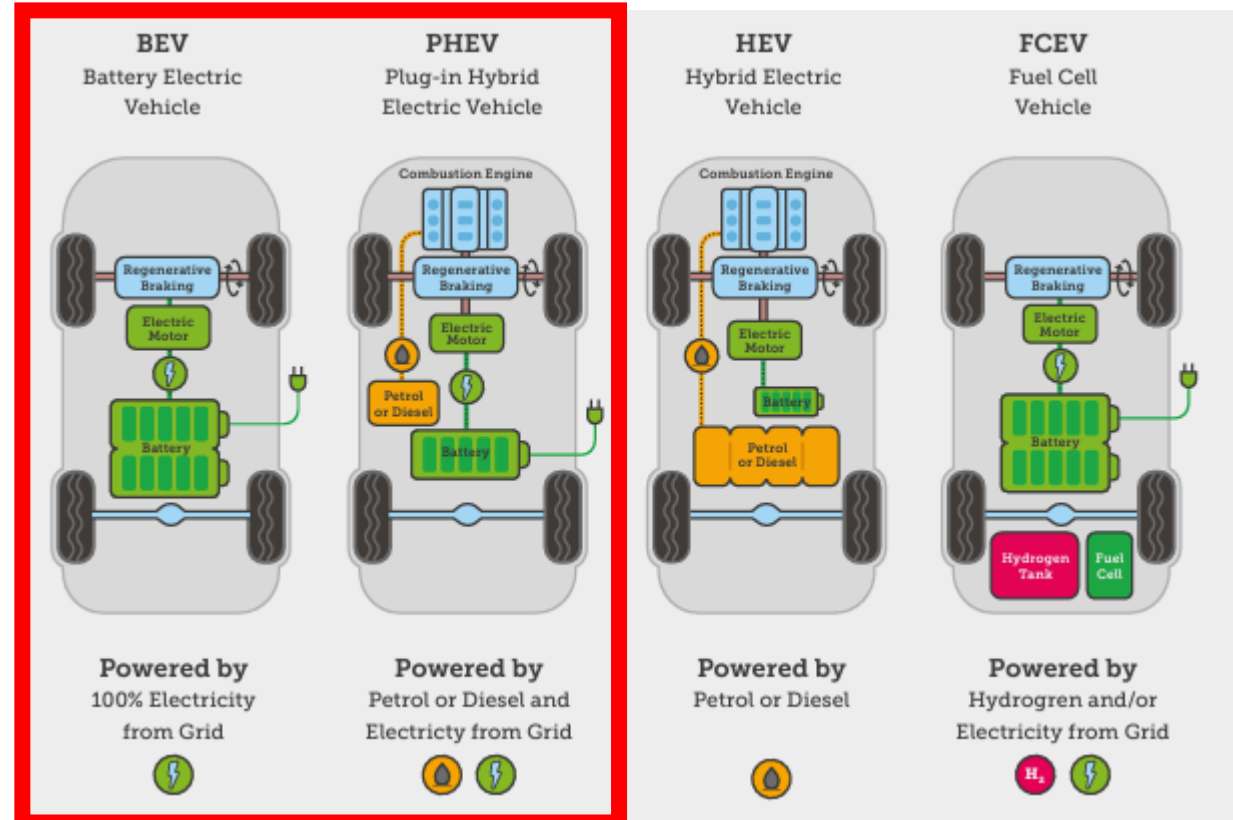 BEV
Battery Electric
Vehicle
Regenerative
Braking
Electric
Motor
Battery
Powered by
100% Electricity
from Grid
PHEV
Plug-in Hybrid
Electric Vehicle
Combustion Engine
Regenerative
Braking
Electric
Motor
Petrol
or Diesel
Battery
Powered by
Petrol or Diesel and
Electricty from Grid
HEV
Hybrid Electric
Vehicle
Combustion Engine
Regenerative
Braking
Electric
Motor
Battery
Petrol
or Diesel
Powered by
Petrol or Diesel
FCEV
Fuel Cell
Vehicle
Regenerative
Braking
Electric
Motor
Battery
Hydrogen
Tank
Fuel
Cell
Powered by
Hydrogren and/or
Electricity from Grid
H₂